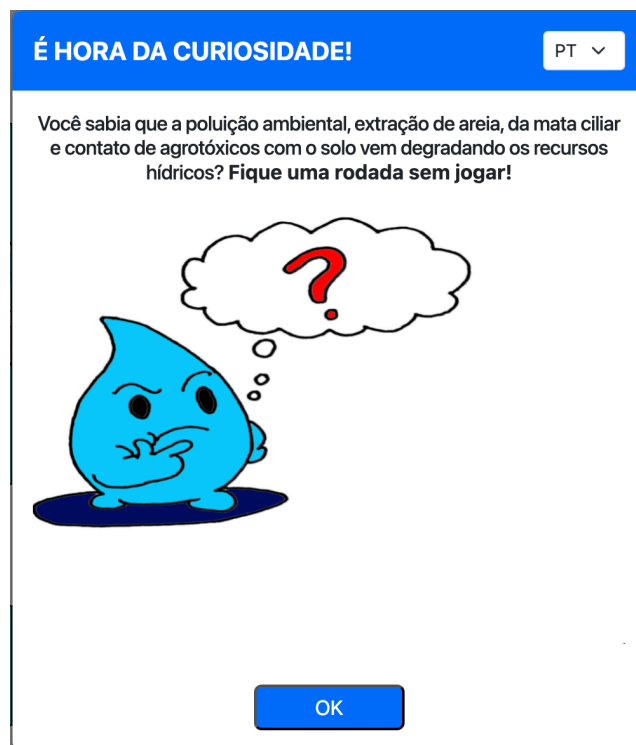 É HORA DA CURIOSIDADE!
PT
Você sabia que a poluição ambiental, extração de areia, da mata ciliar
e contato de agrotóxicos com o solo vem degradando os recursos
hídricos? Fique uma rodada sem jogar!
?
OK